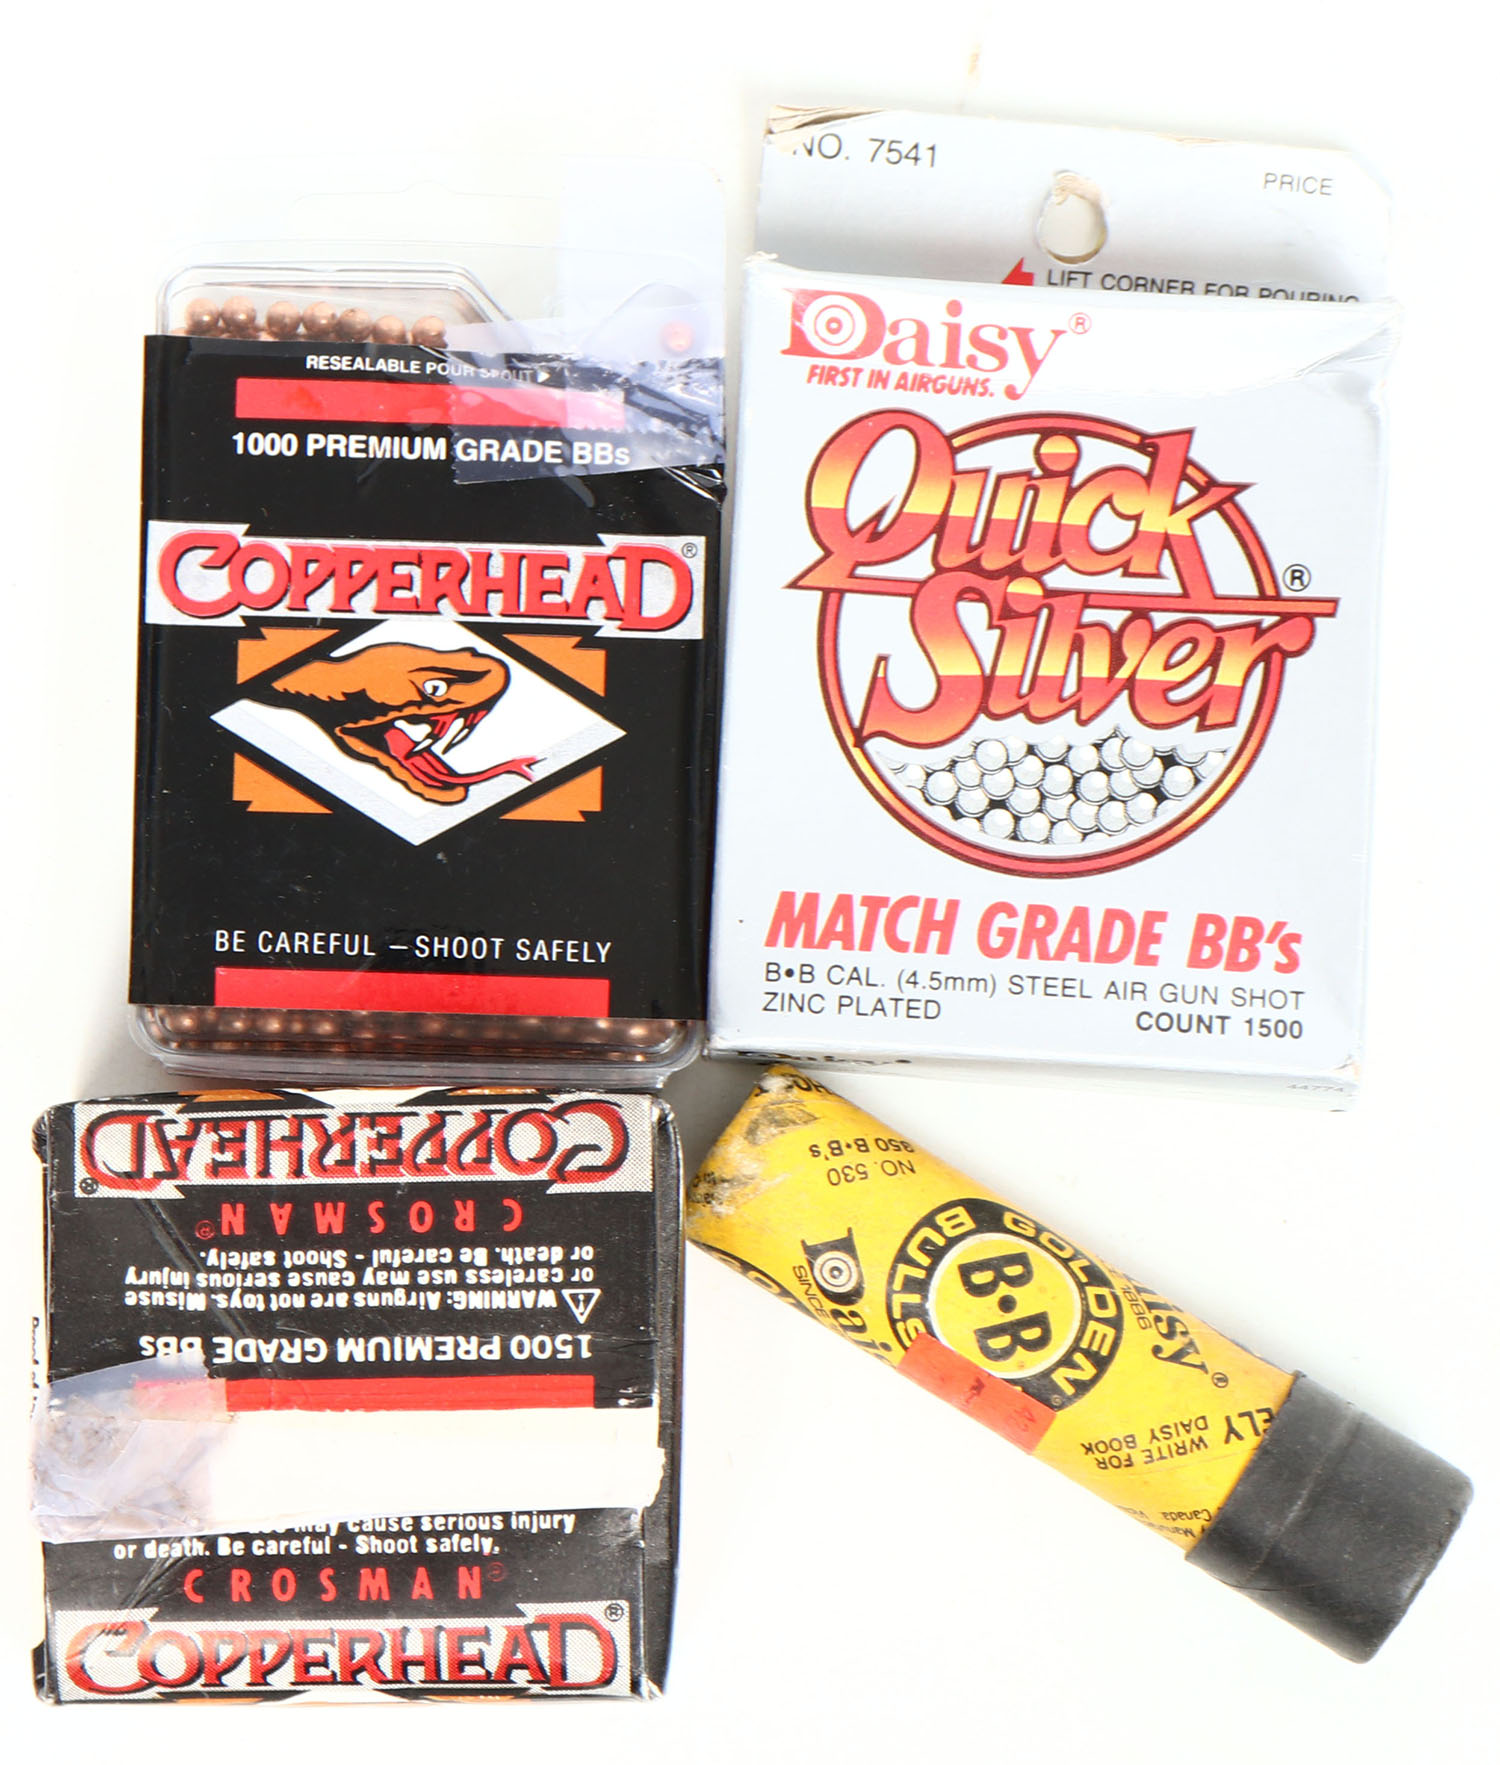 RESEALABLE POUR SPOUT
1000 PREMIUM GRADE BBs
COPPERHEAD®
BE CAREFUL – SHOOT SAFELY
NO. 7541
PRICE
LIFT CORNER FOR POURING
Daisy®
FIRST IN AIRGUNS.
Quick
Silver®
MATCH GRADE BB's
B•B CAL. (4.5mm) STEEL AIR GUN SHOT
ZINC PLATED
COUNT 1500
44774
COPPERHEAD®
CROSMAN®
WARNING: Airguns are not toys. Misuse
or careless use may cause serious injury
or death. Be careful - Shoot safely.
1500 PREMIUM GRADE BBs
may cause serious injury
or death. Be careful - Shoot safely.
CROSMAN®
COPPERHEAD®
NO. 530
350 B•B's
Daisy
SINCE 1886
®
GOLDEN
BULLS
B•B
WRITE FOR
DAISY BOOK
Canada